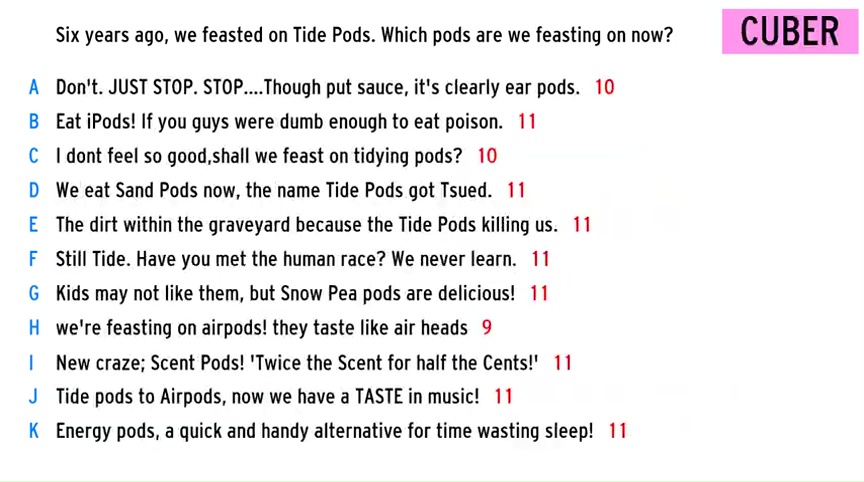 Six years ago, we feasted on Tide Pods. Which pods are we feasting on now?
CUBER
A Don't. JUST STOP. STOP....Though put sauce, it's clearly ear pods. 10
B Eat iPods! If you guys were dumb enough to eat poison. 11
C I dont feel so good,shall we feast on tidying pods? 10
D We eat Sand Pods now, the name Tide Pods got Tsued. 11
E The dirt within the graveyard because the Tide Pods killing us. 11
F Still Tide. Have you met the human race? We never learn. 11
G Kids may not like them, but Snow Pea pods are delicious! 11
H we're feasting on airpods! they taste like air heads 9
I New craze; Scent Pods! 'Twice the Scent for half the Cents!' 11
J Tide pods to Airpods, now we have a TASTE in music! 11
K Energy pods, a quick and handy alternative for time wasting sleep! 11